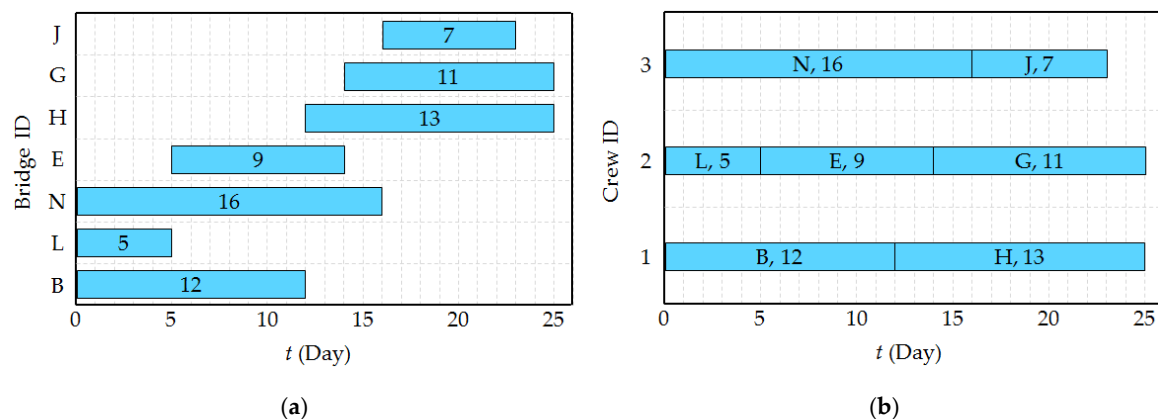 J
7
G
11
H
13
E
9
N
16
L
5
B
12
Bridge ID
0 5 10 15 20 25
t (Day)
(a)
3
N, 16 J, 7
2
L, 5 E, 9 G, 11
1
B, 12 H, 13
Crew ID
0 5 10 15 20 25
t (Day)
(b)